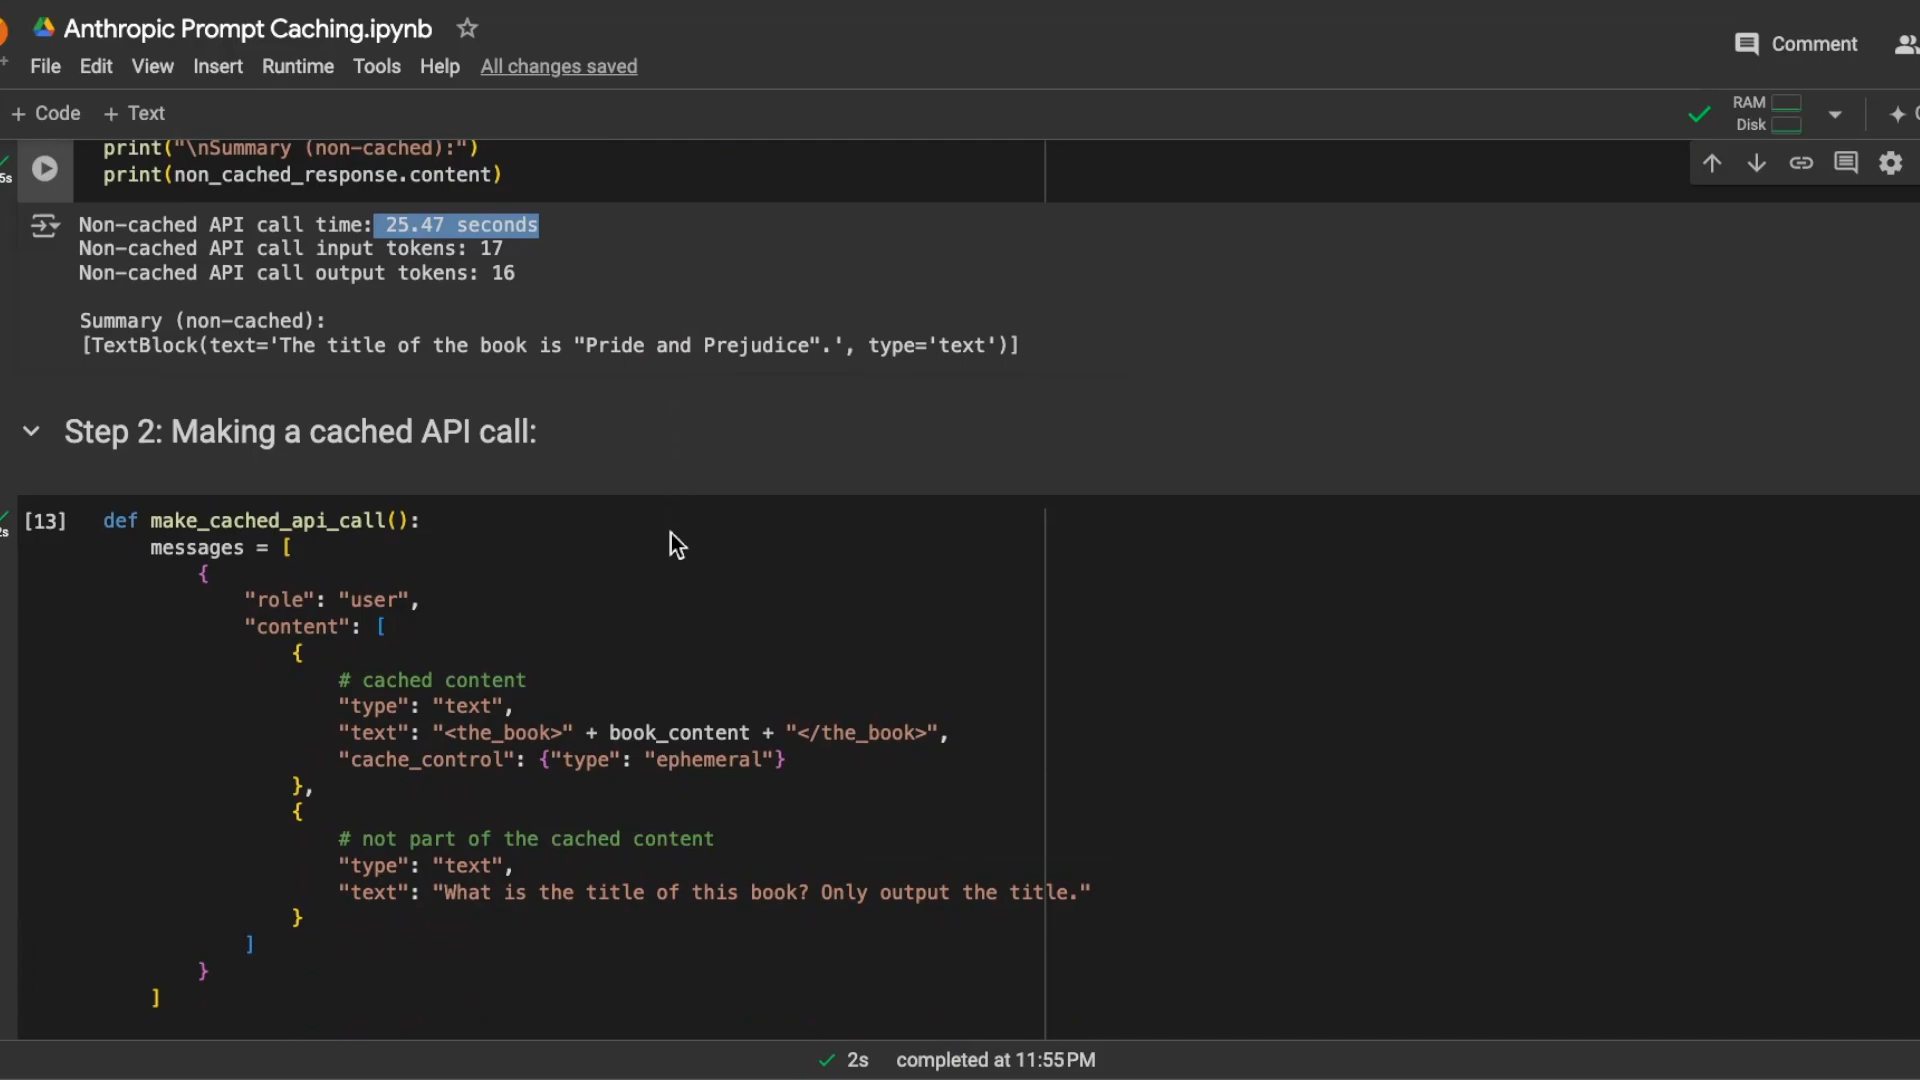 Anthropic Prompt Caching.ipynb
Comment
File Edit View Insert Runtime Tools Help All changes saved
+ Code + Text
RAM
Disk
print("\nSummary (non-cached):")
5s
print(non_cached_response.content)
Non-cached API call time: 25.47 seconds
Non-cached API call input tokens: 17
Non-cached API call output tokens: 16
Summary (non-cached):
[TextBlock(text='The title of the book is "Pride and Prejudice".', type='text')]
Step 2: Making a cached API call:
[13] def make_cached_api_call():
2s
messages = [
{
"role": "user",
"content": [
{
# cached content
"type": "text",
"text": "<the_book>" + book_content + "</the_book>",
"cache_control": {"type": "ephemeral"}
},
{
# not part of the cached content
"type": "text",
"text": "What is the title of this book? Only output the title."
}
]
}
]
2s completed at 11:55 PM